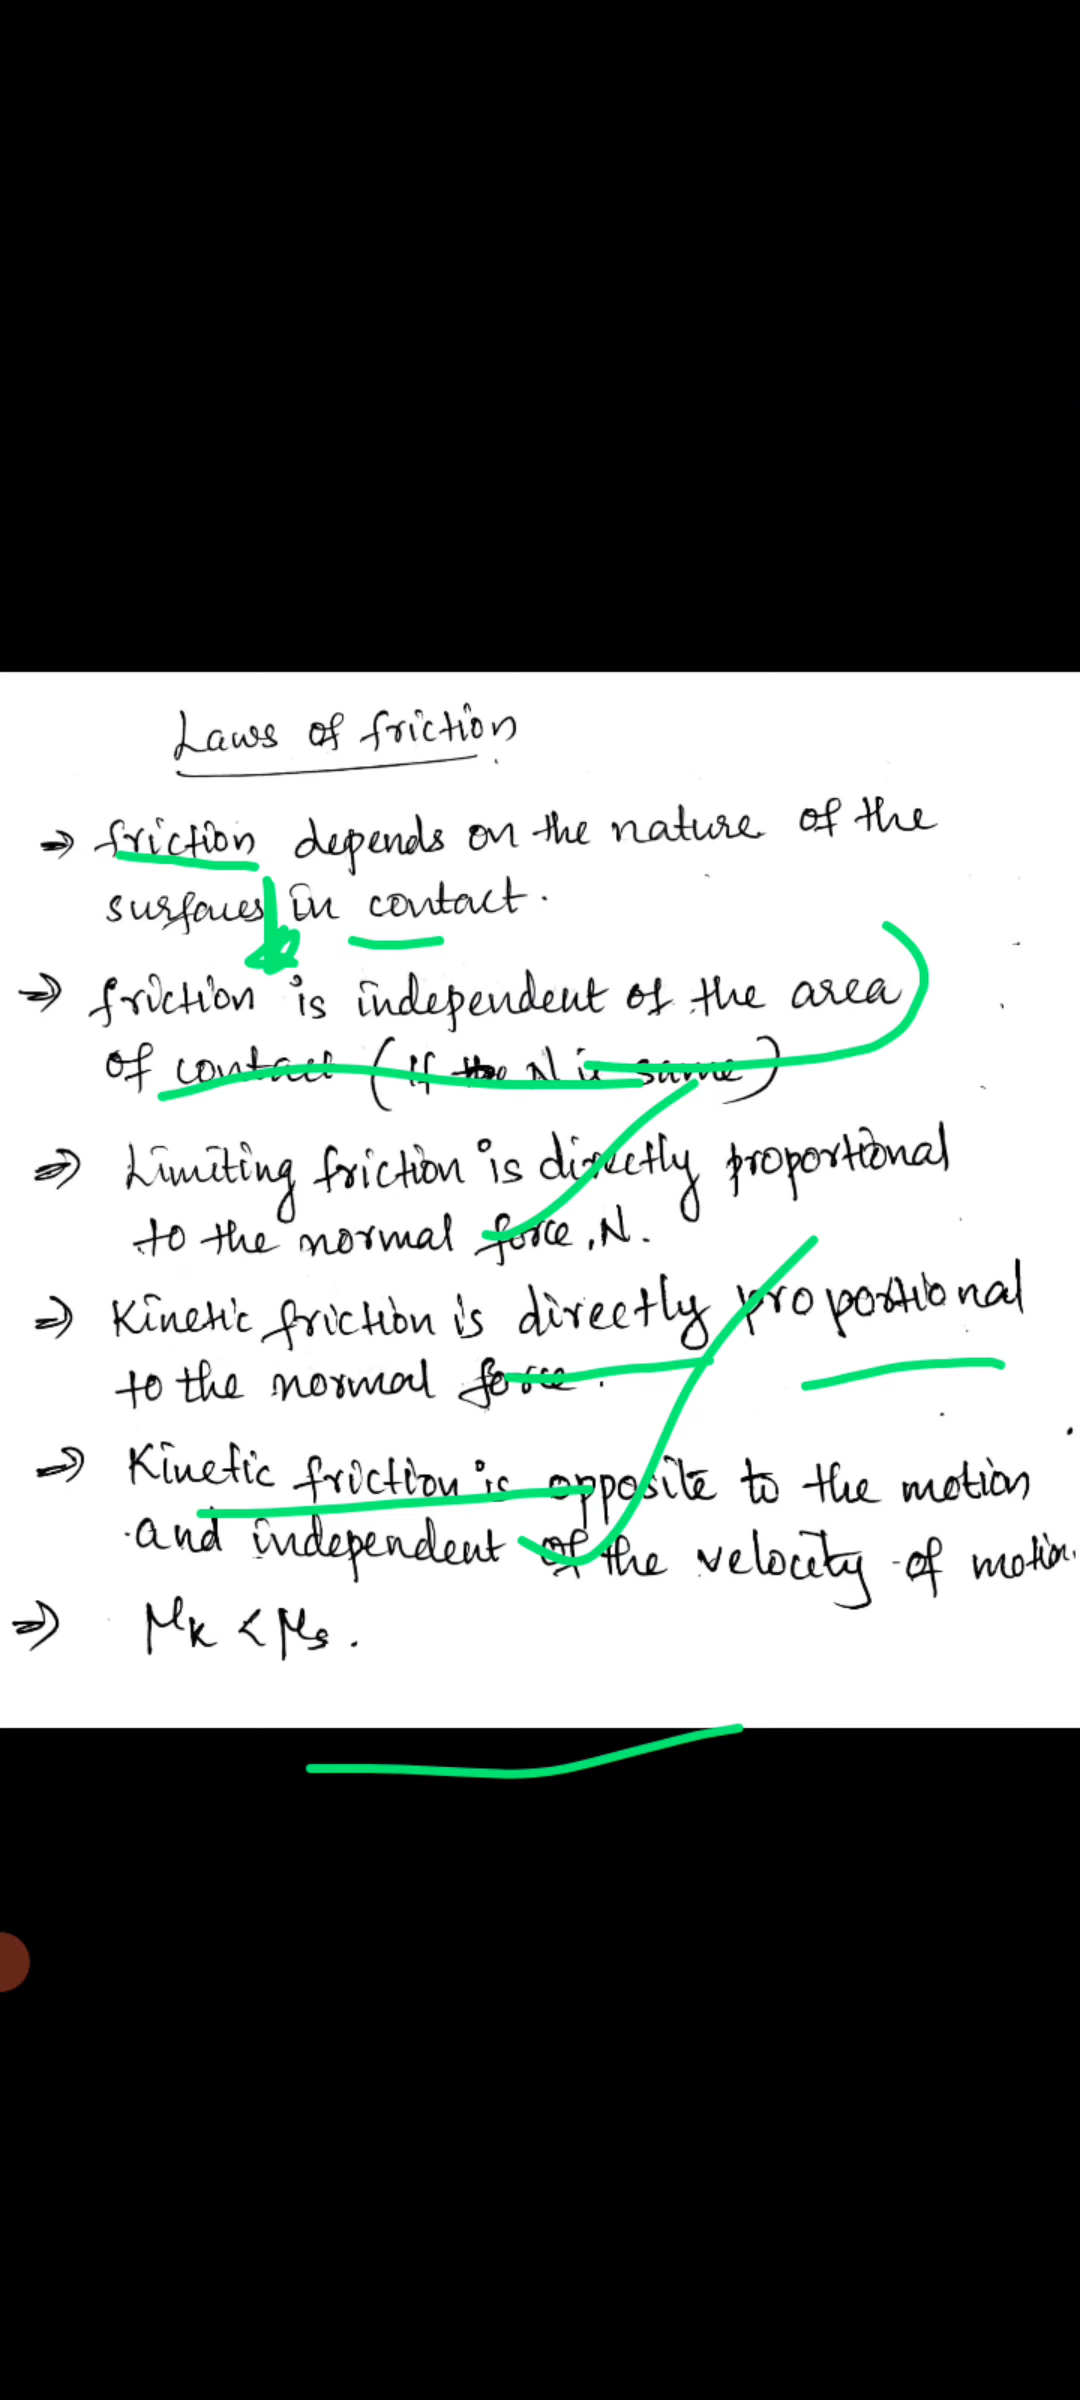 Laws of friction
⇒ friction depends on the nature of the
surfaces in contact.
⇒ friction is independent of the area
of contact (if the N is same)
⇒ Limiting friction is directly proportional
to the normal force, N.
⇒ Kinetic friction is directly proportional
to the normal force.
⇒ Kinetic friction is opposite to the motion
and independent of the velocity of motion.
⇒ μk < μs.